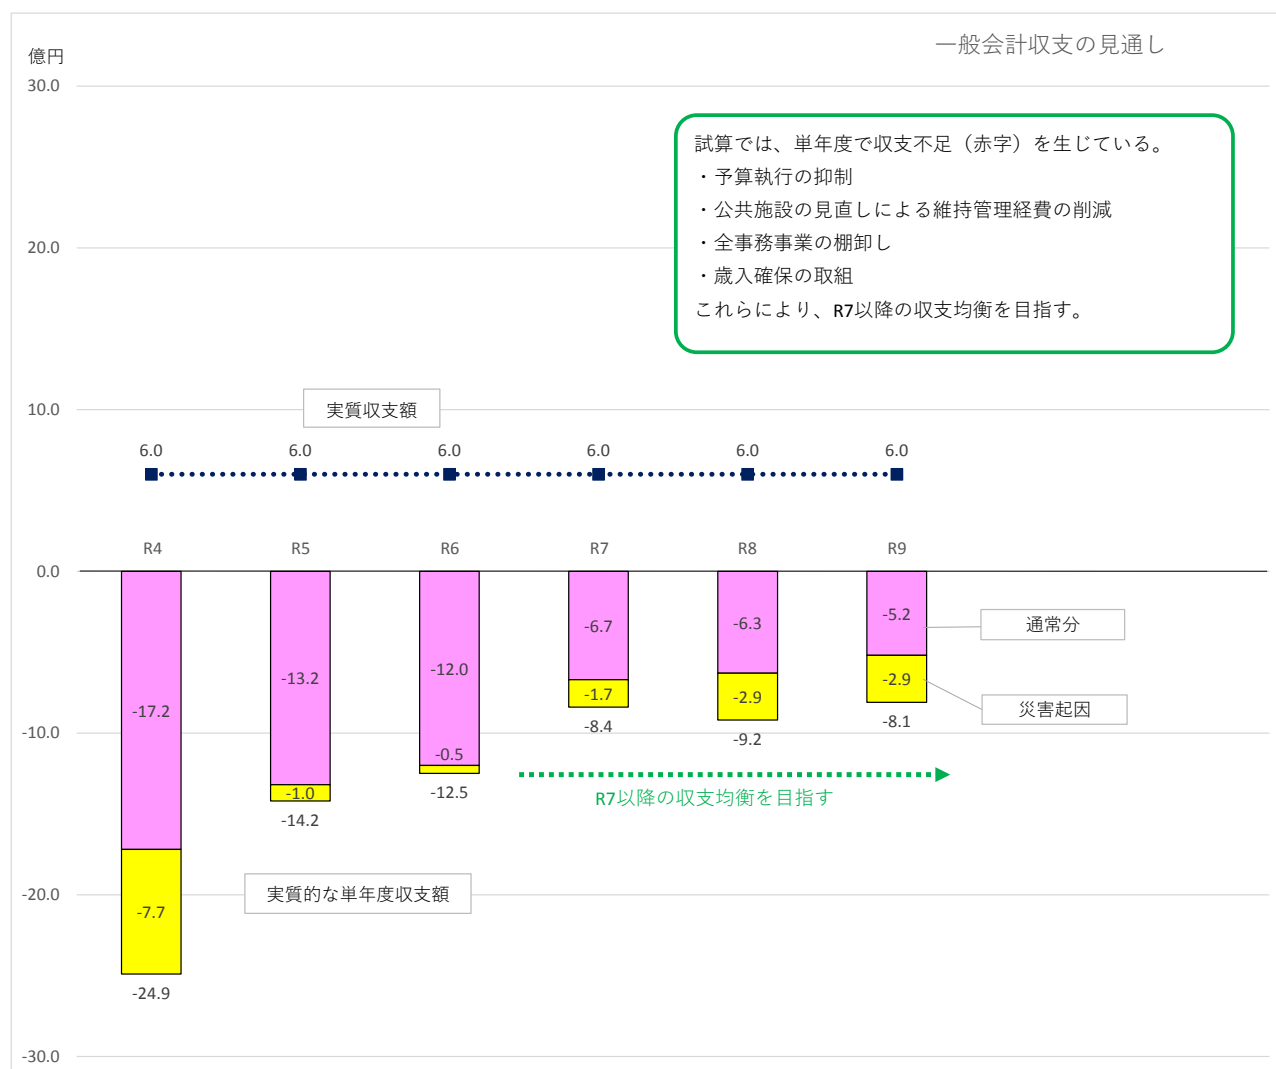 一般会計収支の見通し
億円
30.0
試算では、単年度で収支不足（赤字）を生じている。
・予算執行の抑制
・公共施設の見直しによる維持管理経費の削減
・全事務事業の棚卸し
・歳入確保の取組
これらにより、R7以降の収支均衡を目指す。
20.0
10.0
実質収支額
6.0 6.0 6.0 6.0 6.0 6.0
R4 R5 R6 R7 R8 R9
0.0
-17.2 -13.2 -12.0 -6.7 -6.3 -5.2
通常分
-7.7 -1.0 -0.5 -1.7 -2.9 -2.9
災害起因
-24.9 -14.2 -12.5 -8.4 -9.2 -8.1
-10.0
R7以降の収支均衡を目指す
実質的な単年度収支額
-20.0
-30.0